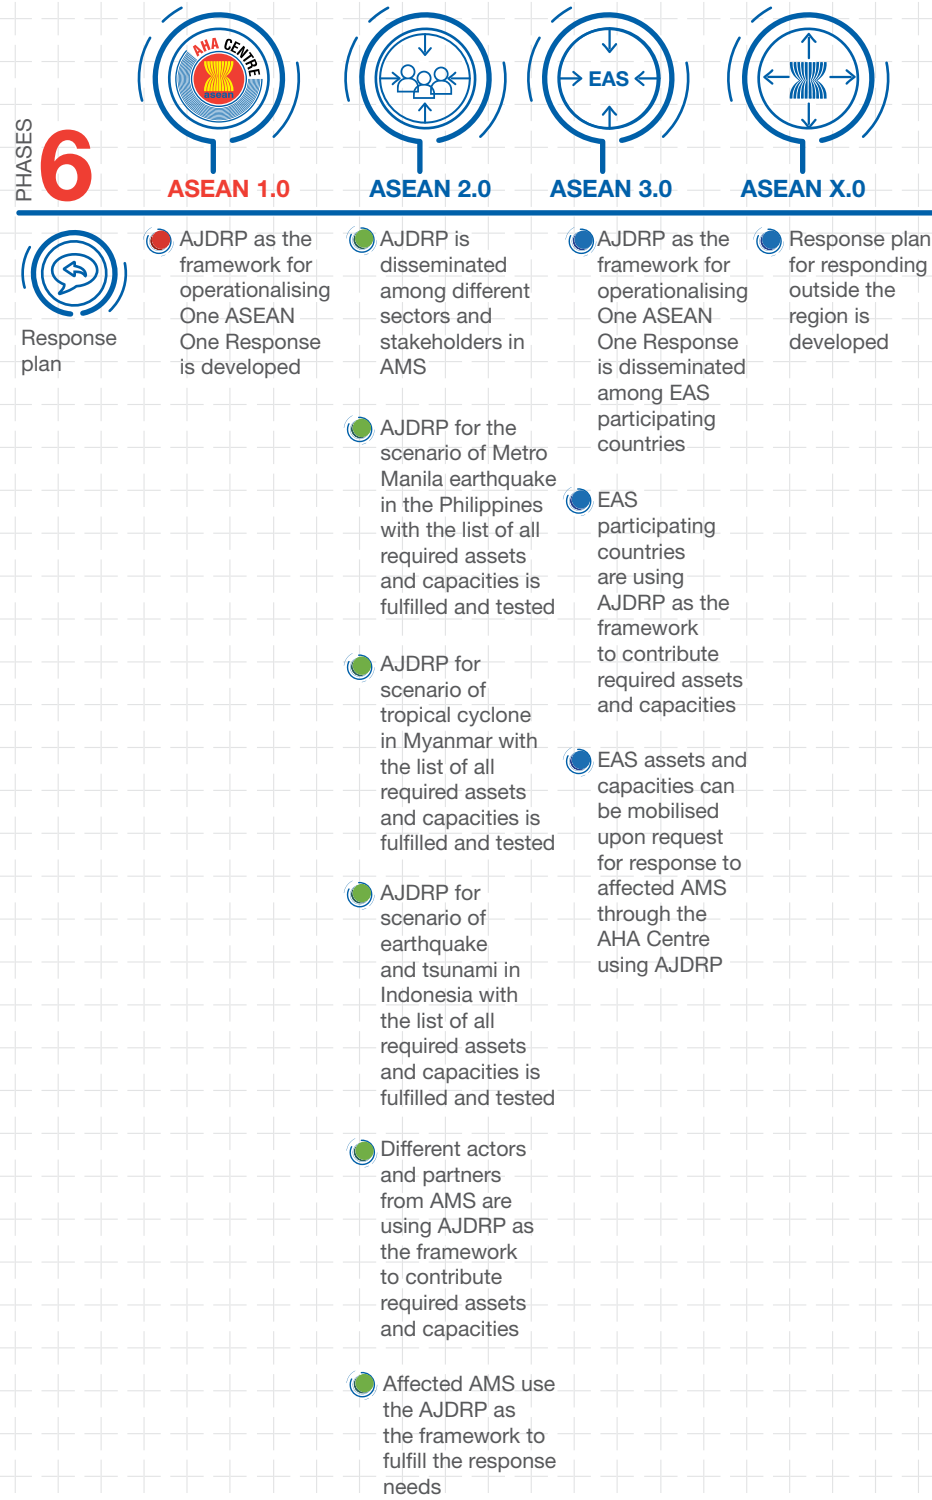 PHASES
6
AHA CENTRE
asean
EAS
ASEAN 1.0
ASEAN 2.0
ASEAN 3.0
ASEAN X.0
Response
plan
AJDRP as the
framework for
operationalising
One ASEAN
One Response
is developed
AJDRP is
disseminated
among different
sectors and
stakeholders in
AMS
AJDRP for the
scenario of Metro
Manila earthquake
in the Philippines
with the list of all
required assets
and capacities is
fulfilled and tested
AJDRP for
scenario of
tropical cyclone
in Myanmar with
the list of all
required assets
and capacities is
fulfilled and tested
AJDRP for
scenario of
earthquake
and tsunami in
Indonesia with
the list of all
required assets
and capacities is
fulfilled and tested
Different actors
and partners
from AMS are
using AJDRP as
the framework
to contribute
required assets
and capacities
Affected AMS use
the AJDRP as
the framework to
fulfill the response
needs
AJDRP as the
framework for
operationalising
One ASEAN
One Response
is disseminated
among EAS
participating
countries
EAS
participating
countries
are using
AJDRP as the
framework
to contribute
required assets
and capacities
EAS assets and
capacities can
be mobilised
upon request
for response to
affected AMS
through the
AHA Centre
using AJDRP
Response plan
for responding
outside the
region is
developed